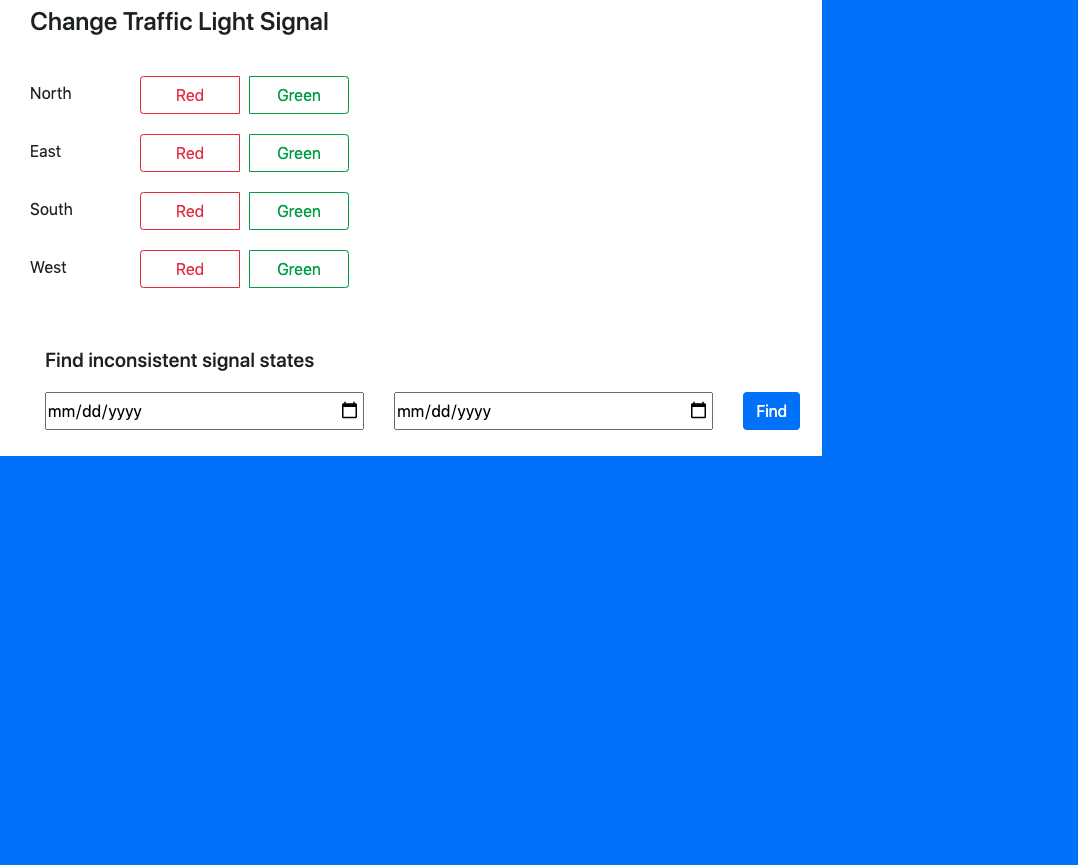 Change Traffic Light Signal
North Red Green
East Red Green
South Red Green
West Red Green
Find inconsistent signal states
mm/dd/yyyy mm/dd/yyyy Find